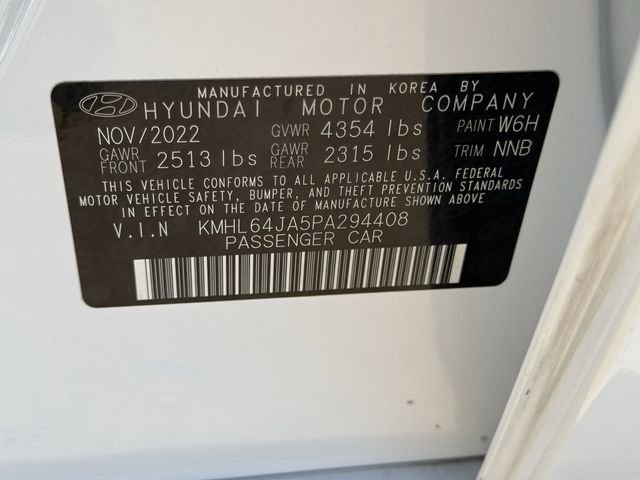 MANUFACTURED IN KOREA BY
HYUNDAI MOTOR COMPANY
NOV/2022 GVWR 4354 lbs PAINT W6H
GAWR FRONT 2513 lbs GAWR REAR 2315 lbs TRIM NNB
THIS VEHICLE CONFORMS TO ALL APPLICABLE U.S.A. FEDERAL
MOTOR VEHICLE SAFETY, BUMPER, AND THEFT PREVENTION STANDARDS
IN EFFECT ON THE DATE OF MANUFACTURE SHOWN ABOVE
V.I.N KMHL64JA5PA294408
PASSENGER CAR